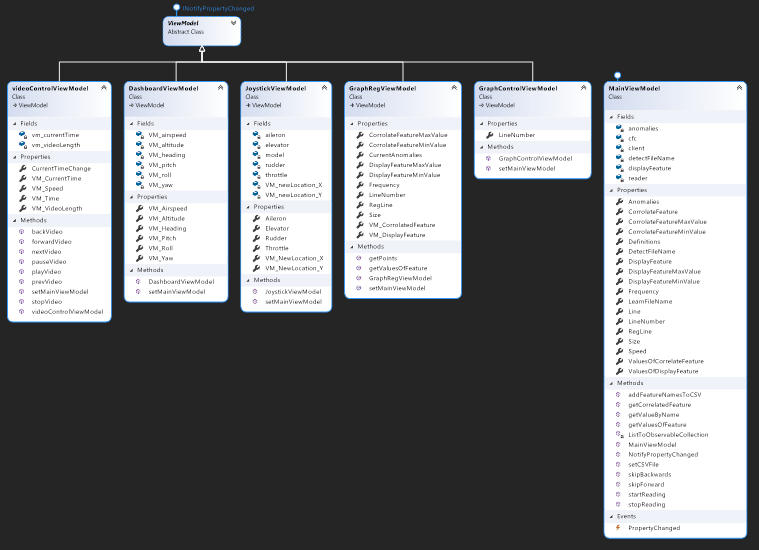 INotifyPropertyChanged
ViewModel
Abstract Class
videoControlViewModel
Class
ViewModel
Fields
vm_currentTime
vm_videoLength
Properties
CurrentTimeChange
VM_CurrentTime
VM_Speed
VM_Time
VM_VideoLength
Methods
backVideo
forwardVideo
nextVideo
pauseVideo
playVideo
prevVideo
setMainViewModel
stopVideo
videoControlViewModel
DashboardViewModel
Class
ViewModel
Fields
VM_airspeed
VM_altitude
VM_heading
VM_pitch
VM_roll
VM_yaw
Properties
VM_Airspeed
VM_Altitude
VM_Heading
VM_Pitch
VM_Roll
VM_Yaw
Methods
DashboardViewModel
setMainViewModel
JoystickViewModel
Class
ViewModel
Fields
aileron
elevator
model
rudder
throttle
VM_newLocation_X
VM_newLocation_Y
Properties
Aileron
Elevator
Rudder
Throttle
VM_NewLocation_X
VM_NewLocation_Y
Methods
JoystickViewModel
setMainViewModel
GraphRegViewModel
Class
ViewModel
Properties
CorrolateFeatureMaxValue
CorrolateFeatureMinValue
CurrentAnomalies
DisplayFeatureMaxValue
DisplayFeatureMinValue
Frequency
LineNumber
RegLine
Size
VM_CorrolatedFeature
VM_DisplayFeature
Methods
getPoints
getValuesOfFeature
GraphRegViewModel
setMainViewModel
GraphControlViewModel
Class
ViewModel
Properties
LineNumber
Methods
GraphControlViewModel
setMainViewModel
MainViewModel
Class
Fields
anomalies
cfc
client
detectFileName
displayFeature
reader
Properties
Anomalies
CorrolateFeature
CorrolateFeatureMaxValue
CorrolateFeatureMinValue
Definitions
DetectFileName
DisplayFeature
DisplayFeatureMaxValue
DisplayFeatureMinValue
Frequency
LearnFileName
Line
LineNumber
RegLine
Size
Speed
ValuesOfCorrelateFeature
ValuesOfDisplayFeature
Methods
addFeatureNamesToCSV
getCorrelatedFeature
getValueByName
getValuesOfFeature
ListToObservableCollection
MainViewModel
NotifyPropertyChanged
setCSVFile
skipBackwards
skipForward
startReading
stopReading
Events
PropertyChanged